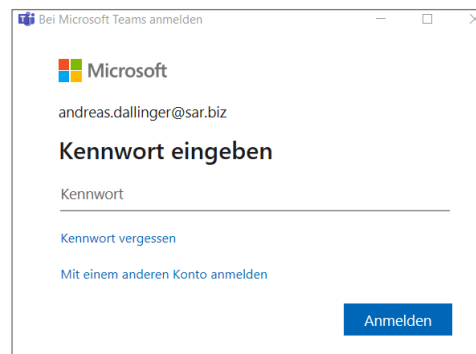 Bei Microsoft Teams anmelden
Microsoft
andreas.dallinger@sar.biz
Kennwort eingeben
Kennwort
Kennwort vergessen
Mit einem anderen Konto anmelden
Anmelden